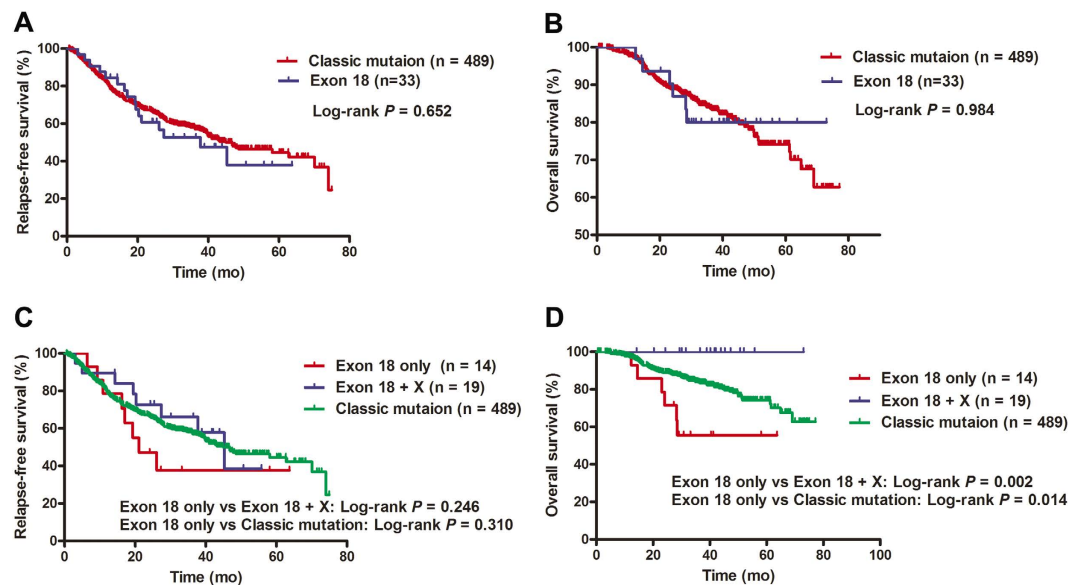 A
Relapse-free survival (%)
100
80
60
40
20
0
0 20 40 60 80
Time (mo)
Classic mutaion (n = 489)
Exon 18 (n=33)
Log-rank P = 0.652
B
Overall survival (%)
100
90
80
70
60
50
0 20 40 60 80
Time (mo)
Classic mutaion (n = 489)
Exon 18 (n=33)
Log-rank P = 0.984
C
Relapse-free survival (%)
100
80
60
40
20
0
0 20 40 60 80
Time (mo)
Exon 18 only (n = 14)
Exon 18 + X (n = 19)
Classic mutaion (n = 489)
Exon 18 only vs Exon 18 + X: Log-rank P = 0.246
Exon 18 only vs Classic mutation: Log-rank P = 0.310
D
Overall survival (%)
100
80
60
40
20
0
0 20 40 60 80 100
Time (mo)
Exon 18 only (n = 14)
Exon 18 + X (n = 19)
Classic mutaion (n = 489)
Exon 18 only vs Exon 18 + X: Log-rank P = 0.002
Exon 18 only vs Classic mutation: Log-rank P = 0.014